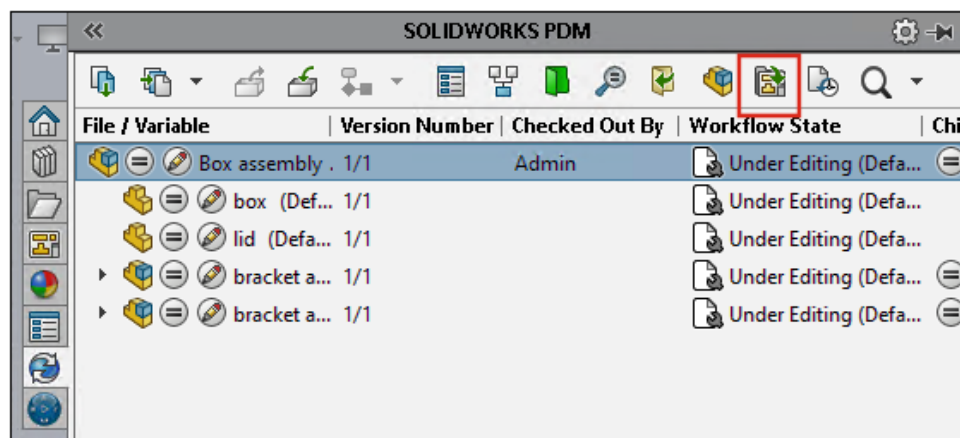 SOLIDWORKS PDM
File / Variable Version Number Checked Out By Workflow State Chi
Box assembly . 1/1 Admin Under Editing (Defa...
box (Def... 1/1 Under Editing (Defa...
lid (Defa... 1/1 Under Editing (Defa...
bracket a... 1/1 Under Editing (Defa...
bracket a... 1/1 Under Editing (Defa...